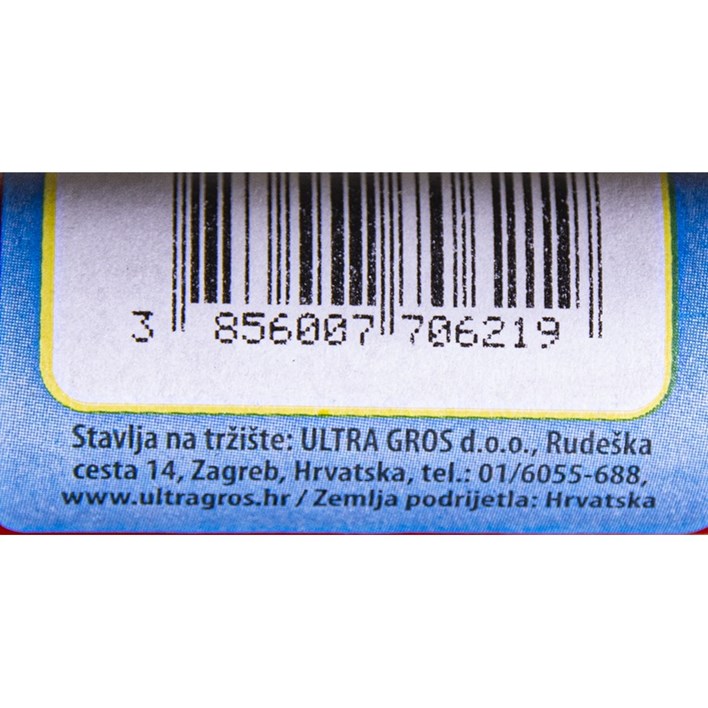 3 856007 706219
Stavlja na tržište: ULTRA GROS d.o.o., Rudeška
cesta 14, Zagreb, Hrvatska, tel.: 01/6055-688,
www.ultragros.hr / Zemlja podrijetla: Hrvatska